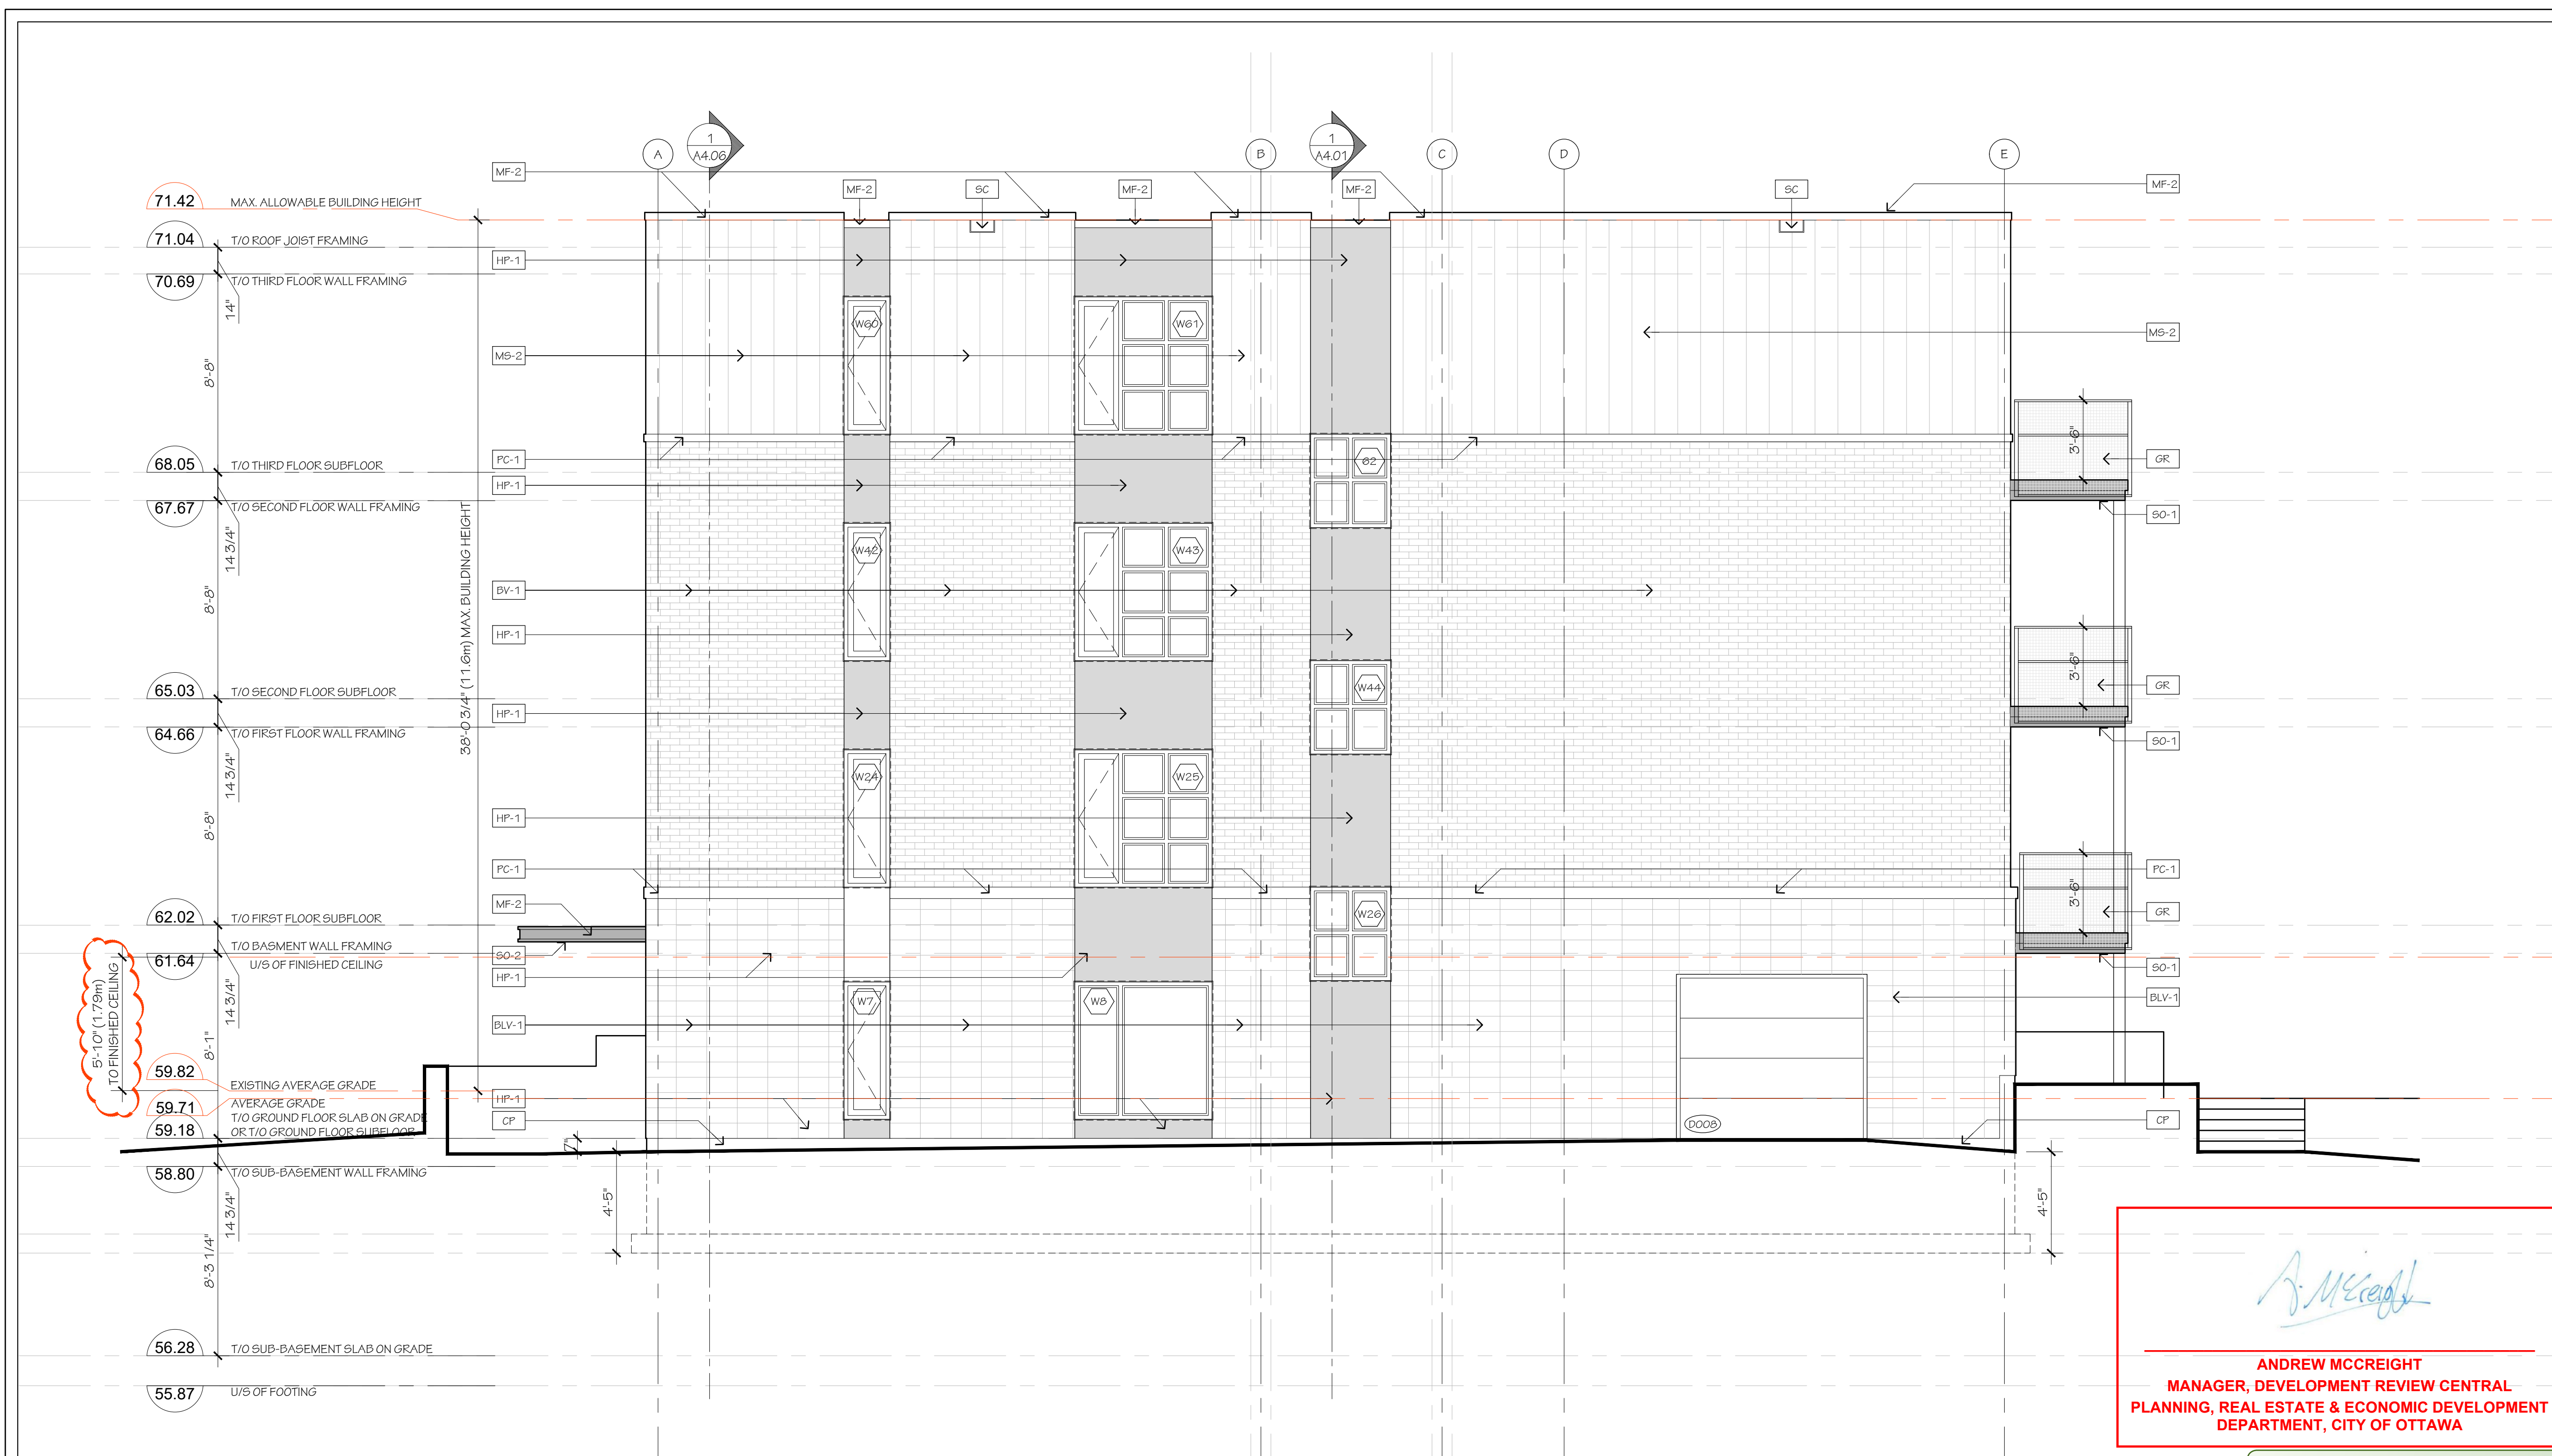 1
A4.06
1
A4.01
A
B
C
D
E
MF-2
MF-2
SC
MF-2
MF-2
SC
MF-2
71.42 MAX. ALLOWABLE BUILDING HEIGHT
71.04 T/O ROOF JOIST FRAMING
HP-1
70.69 T/O THIRD FLOOR WALL FRAMING
14"
W60
W61
MS-2
MS-2
8'-8"
3'-6"
PC-1
62
GR
68.05 T/O THIRD FLOOR SUBFLOOR
HP-1
67.67 T/O SECOND FLOOR WALL FRAMING
SO-1
14 3/4"
W42
W43
38'-0 3/4" (11.6m) MAX. BUILDING HEIGHT
8'-8"
BV-1
HP-1
3'-6"
65.03 T/O SECOND FLOOR SUBFLOOR
W44
GR
HP-1
64.66 T/O FIRST FLOOR WALL FRAMING
SO-1
14 3/4"
W24
W25
8'-8"
HP-1
PC-1
PC-1
3'-6"
MF-2
W26
GR
62.02 T/O FIRST FLOOR SUBFLOOR
T/O BASMENT WALL FRAMING
61.64 U/S OF FINISHED CEILING
SO-2
HP-1
SO-1
14 3/4"
5'-10" (1.79m)
TO FINISHED CEILING
W7
W8
BLV-1
BLV-1
8'-1"
59.82 EXISTING AVERAGE GRADE
59.71 AVERAGE GRADE
HP-1
T/O GROUND FLOOR SLAB ON GRADE
59.18 OR T/O GROUND FLOOR SUBFLOOR
CP
D008
CP
7"
58.80 T/O SUB-BASEMENT WALL FRAMING
14 3/4"
4'-5"
4'-5"
8'-3 1/4"
A. McCreight
56.28 T/O SUB-BASEMENT SLAB ON GRADE
55.87 U/S OF FOOTING
ANDREW MCCREIGHT
MANAGER, DEVELOPMENT REVIEW CENTRAL
PLANNING, REAL ESTATE & ECONOMIC DEVELOPMENT
DEPARTMENT, CITY OF OTTAWA